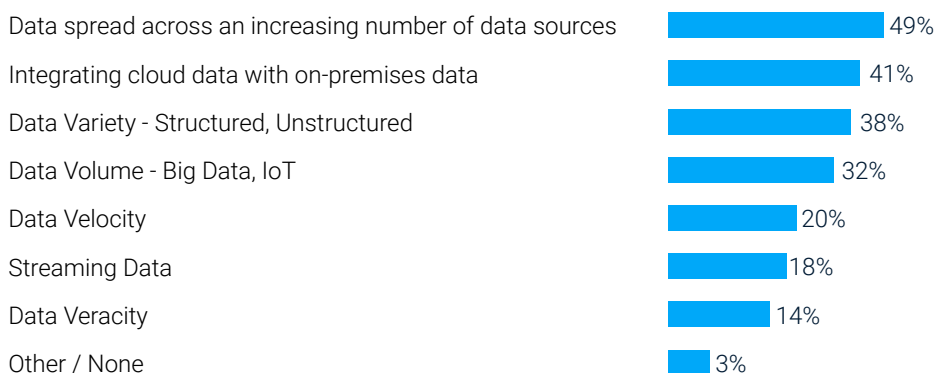 Data spread across an increasing number of data sources 49%
Integrating cloud data with on-premises data 41%
Data Variety - Structured, Unstructured 38%
Data Volume - Big Data, IoT 32%
Data Velocity 20%
Streaming Data 18%
Data Veracity 14%
Other / None 3%